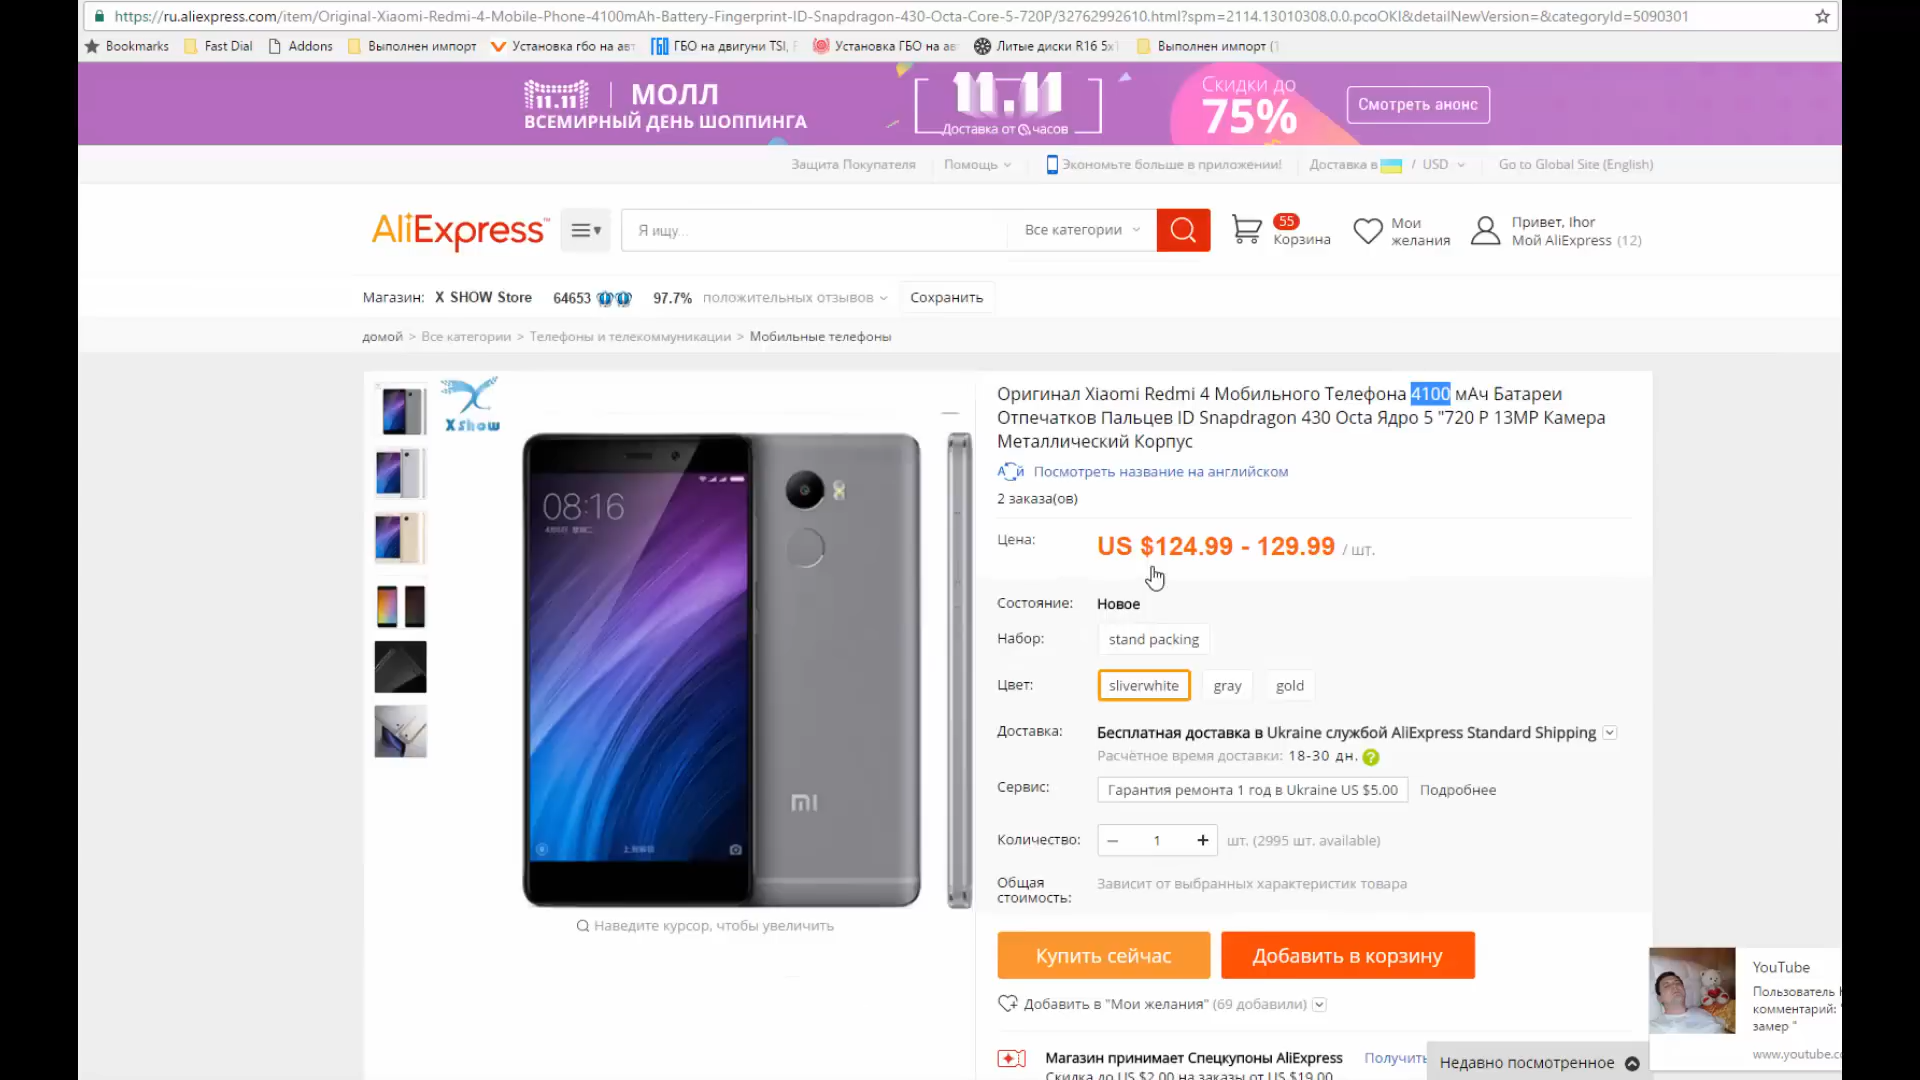 https://ru.aliexpress.com/item/Original-Xiaomi-Redmi-4-Mobile-Phone-4100mAh-Battery-Fingerprint-ID-Snapdragon-430-Octa-Core-5-720P/32762992610.html?spm=2114.13010308.0.0.pcoOKI&detailNewVersion=&categoryId=5090301
Bookmarks Fast Dial Addons Выполнен импорт Установка гбо на авт ГБО на двигуни TSI, F Установка ГБО на ав Литые диски R16 5x1 Выполнен импорт (1
11.11 МОЛЛ
ВСЕМИРНЫЙ ДЕНЬ ШОППИНГА
11.11
Доставка от часов
Скидки до
75%
Смотреть анонс
Защита Покупателя Помощь Экономьте больше в приложении! Доставка в / USD Go to Global Site (English)
AliExpress™
Я ищу... Все категории
55
Корзина
Мои
желания
Привет, Ihor
Мой AliExpress (12)
Магазин: X SHOW Store 64653 97.7% положительных отзывов Сохранить
домой > Все категории > Телефоны и телекоммуникации > Мобильные телефоны
X Show
08:16
mi
Наведите курсор, чтобы увеличить
Оригинал Xiaomi Redmi 4 Мобильного Телефона 4100 мАч Батареи
Отпечатков Пальцев ID Snapdragon 430 Octa Ядро 5 "720 P 13MP Камера
Металлический Корпус
Посмотреть название на английском
2 заказа(ов)
Цена: US $124.99 - 129.99 / шт.
Состояние: Новое
Набор: stand packing
Цвет: sliverwhite gray gold
Доставка: Бесплатная доставка в Ukraine службой AliExpress Standard Shipping
Расчётное время доставки: 18-30 дн.
Сервис: Гарантия ремонта 1 год в Ukraine US $5.00 Подробнее
Количество: − 1 + шт. (2995 шт. available)
Общая
стоимость: Зависит от выбранных характеристик товара
Купить сейчас Добавить в корзину
Добавить в "Мои желания" (69 добавили)
Магазин принимает Спецкупоны AliExpress Получить
Скидка до US $2.00 на заказы от US $19.00
Недавно посмотренное
YouTube
Пользователь
комментарий: "
замер "
www.youtube.co